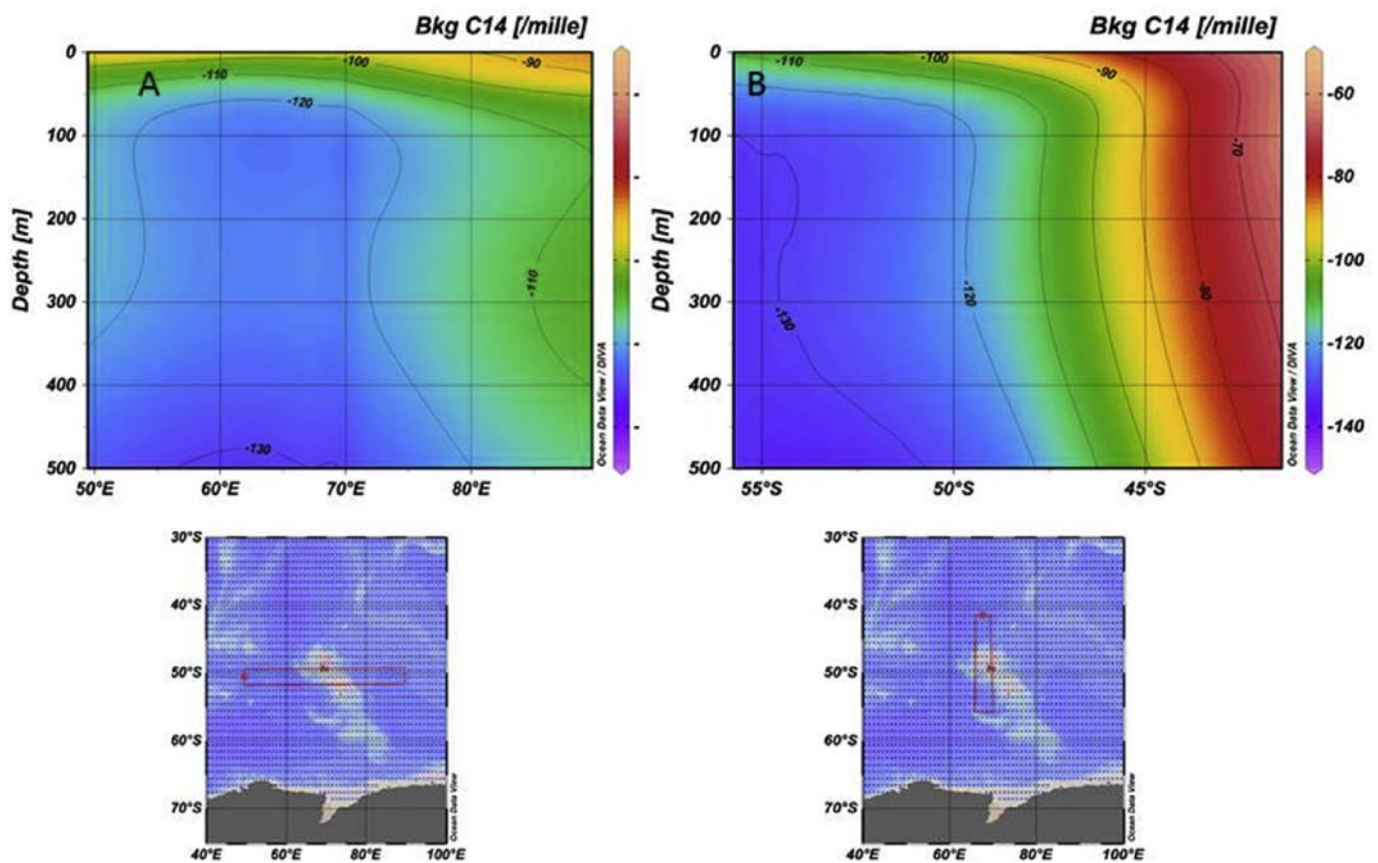 Bkg C14 [/mille]
A
0
100
200
300
400
500
Depth [m]
50°E 60°E 70°E 80°E
-90
-100
-110
-120
-110
-130
Ocean Data View / DIVA
Bkg C14 [/mille]
B
0
100
200
300
400
500
Depth [m]
55°S 50°S 45°S
-110
-100
-90
-70
-80
-120
-130
Ocean Data View / DIVA
-60
-80
-100
-120
-140
30°S
40°S
50°S
60°S
70°S
40°E 60°E 80°E 100°E
Ocean Data View
30°S
40°S
50°S
60°S
70°S
40°E 60°E 80°E 100°E
Ocean Data View